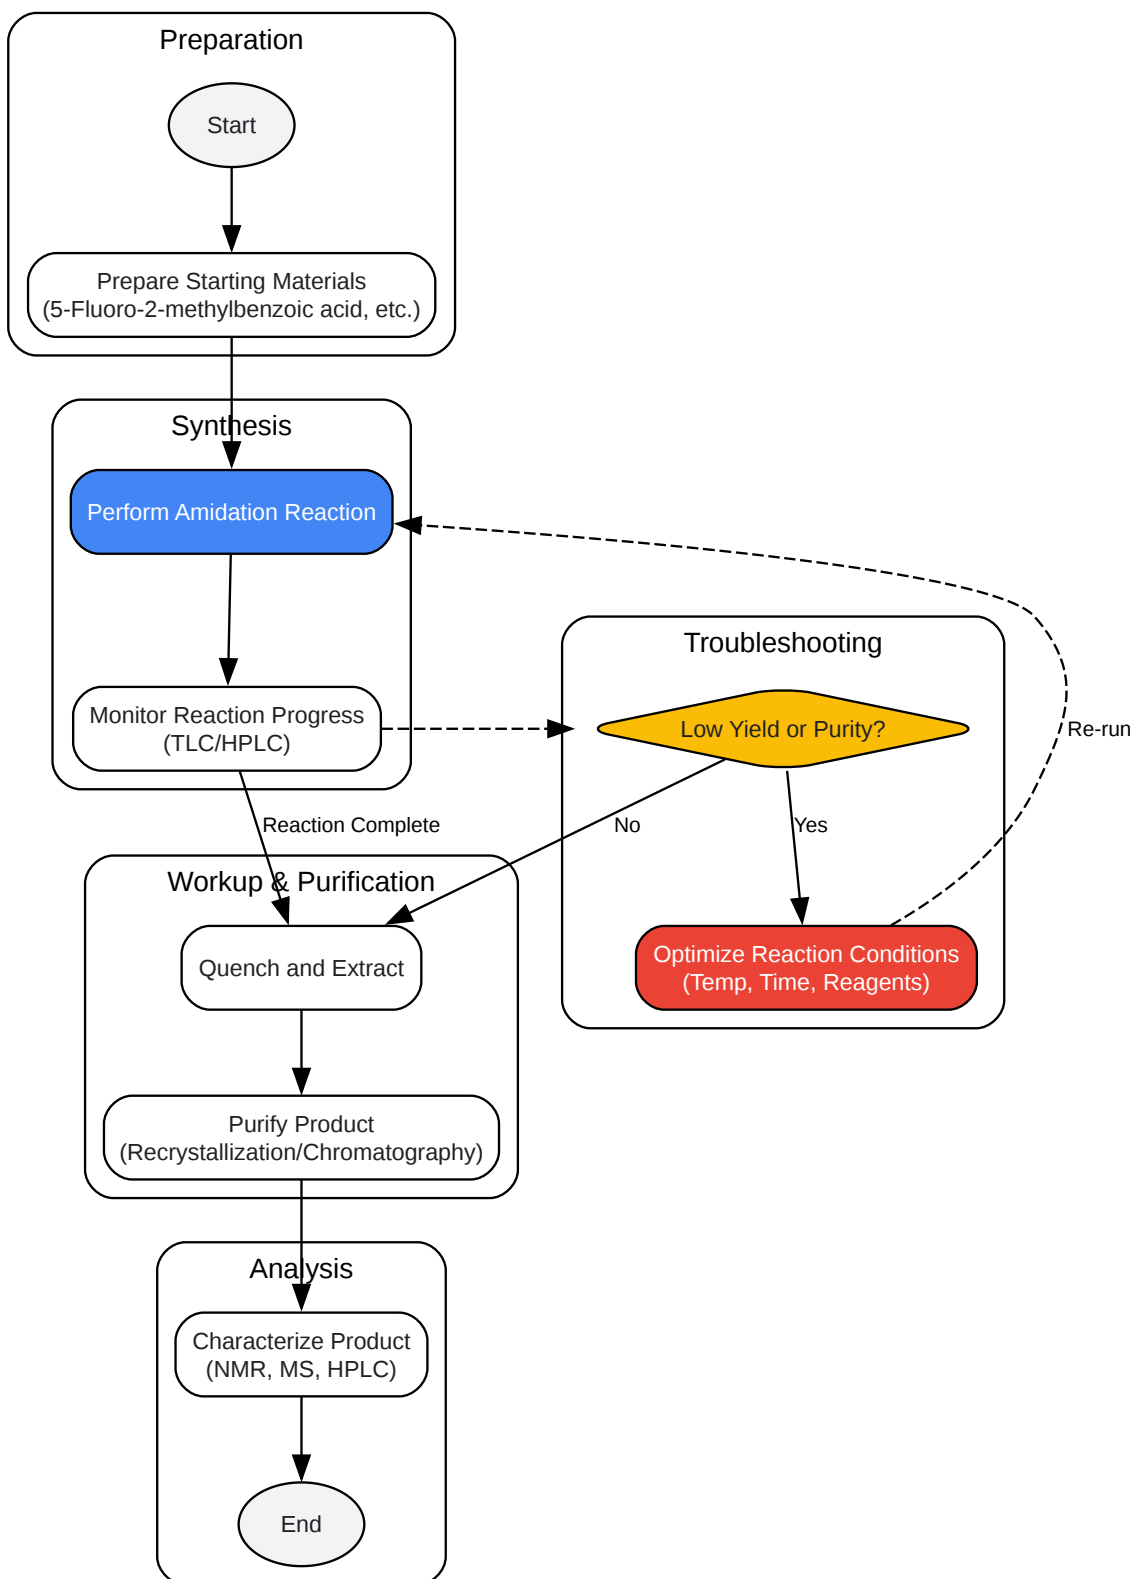 Preparation
Start
Prepare Starting Materials
(5-Fluoro-2-methylbenzoic acid, etc.)
Synthesis
Perform Amidation Reaction
Monitor Reaction Progress
(TLC/HPLC)
Troubleshooting
Low Yield or Purity?
Re-run
Reaction Complete
No
Yes
Workup & Purification
Quench and Extract
Optimize Reaction Conditions
(Temp, Time, Reagents)
Purify Product
(Recrystallization/Chromatography)
Analysis
Characterize Product
(NMR, MS, HPLC)
End